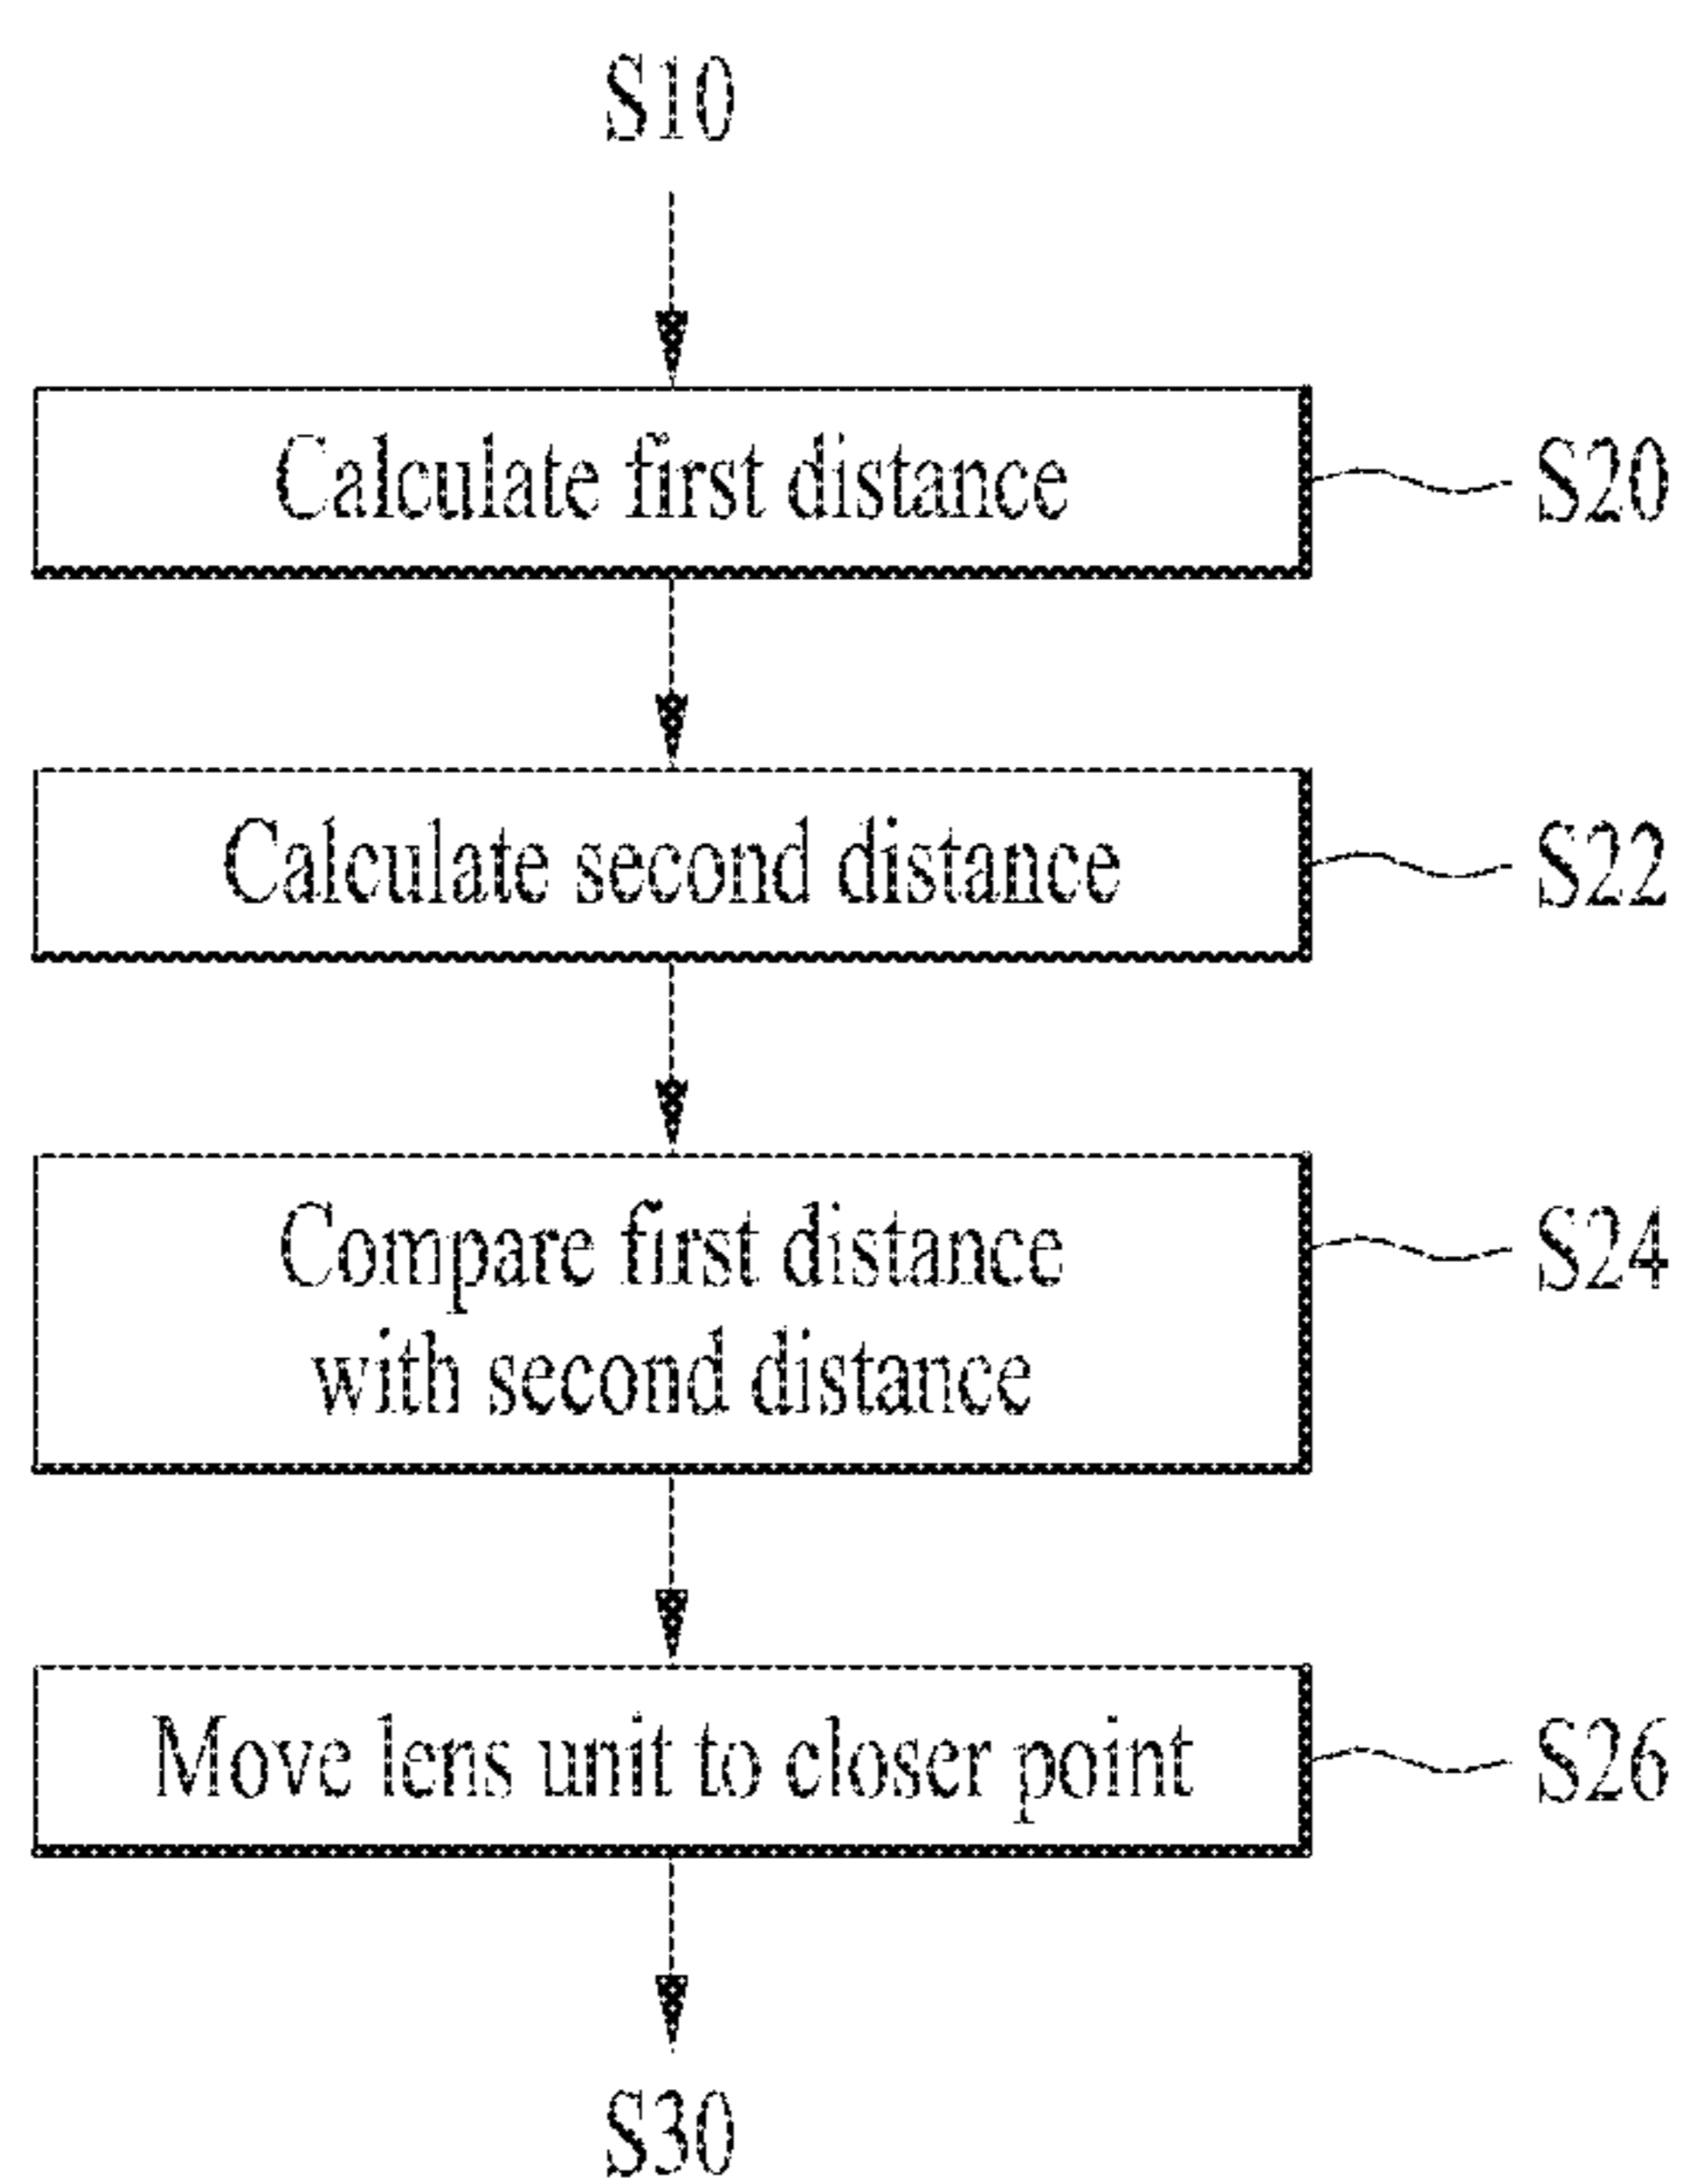 S10
Calculate first distance
S20
Calculate second distance
S22
Compare first distance
with second distance
S24
Move lens unit to closer point
S26
S30